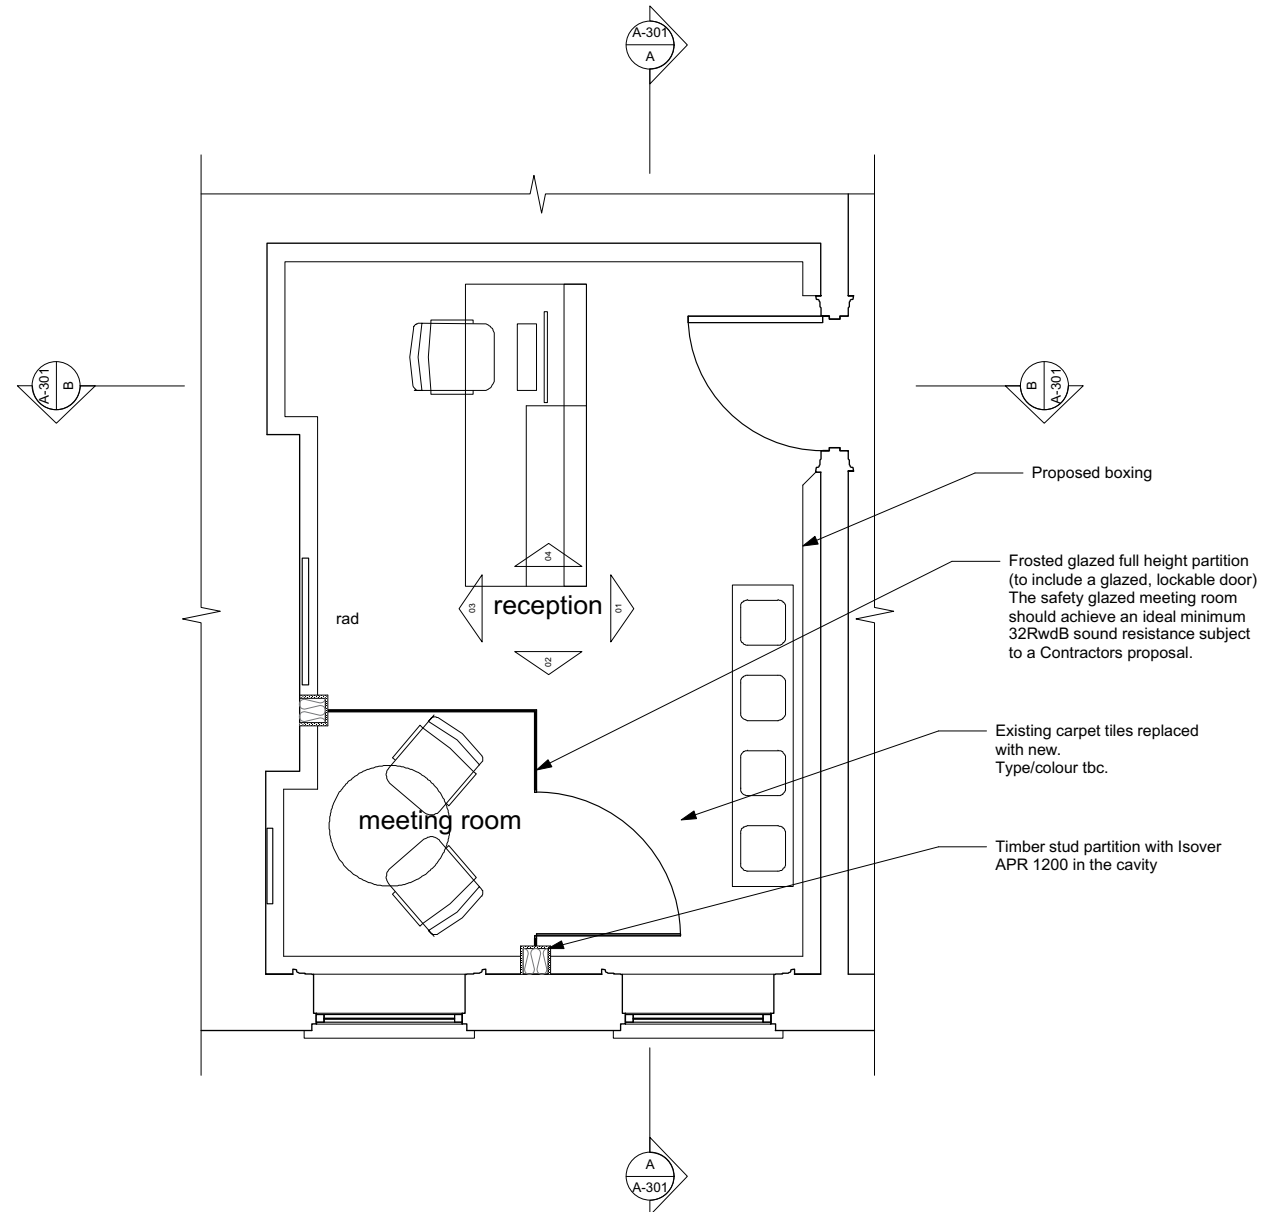 A-301
A
A-301
B
B
A-301
Proposed boxing
Frosted glazed full height partition
(to include a glazed, lockable door)
The safety glazed meeting room
should achieve an ideal minimum
32RwdB sound resistance subject
to a Contractors proposal.
04
03
reception
01
rad
02
Existing carpet tiles replaced
with new.
Type/colour tbc.
meeting room
Timber stud partition with Isover
APR 1200 in the cavity
A
A-301